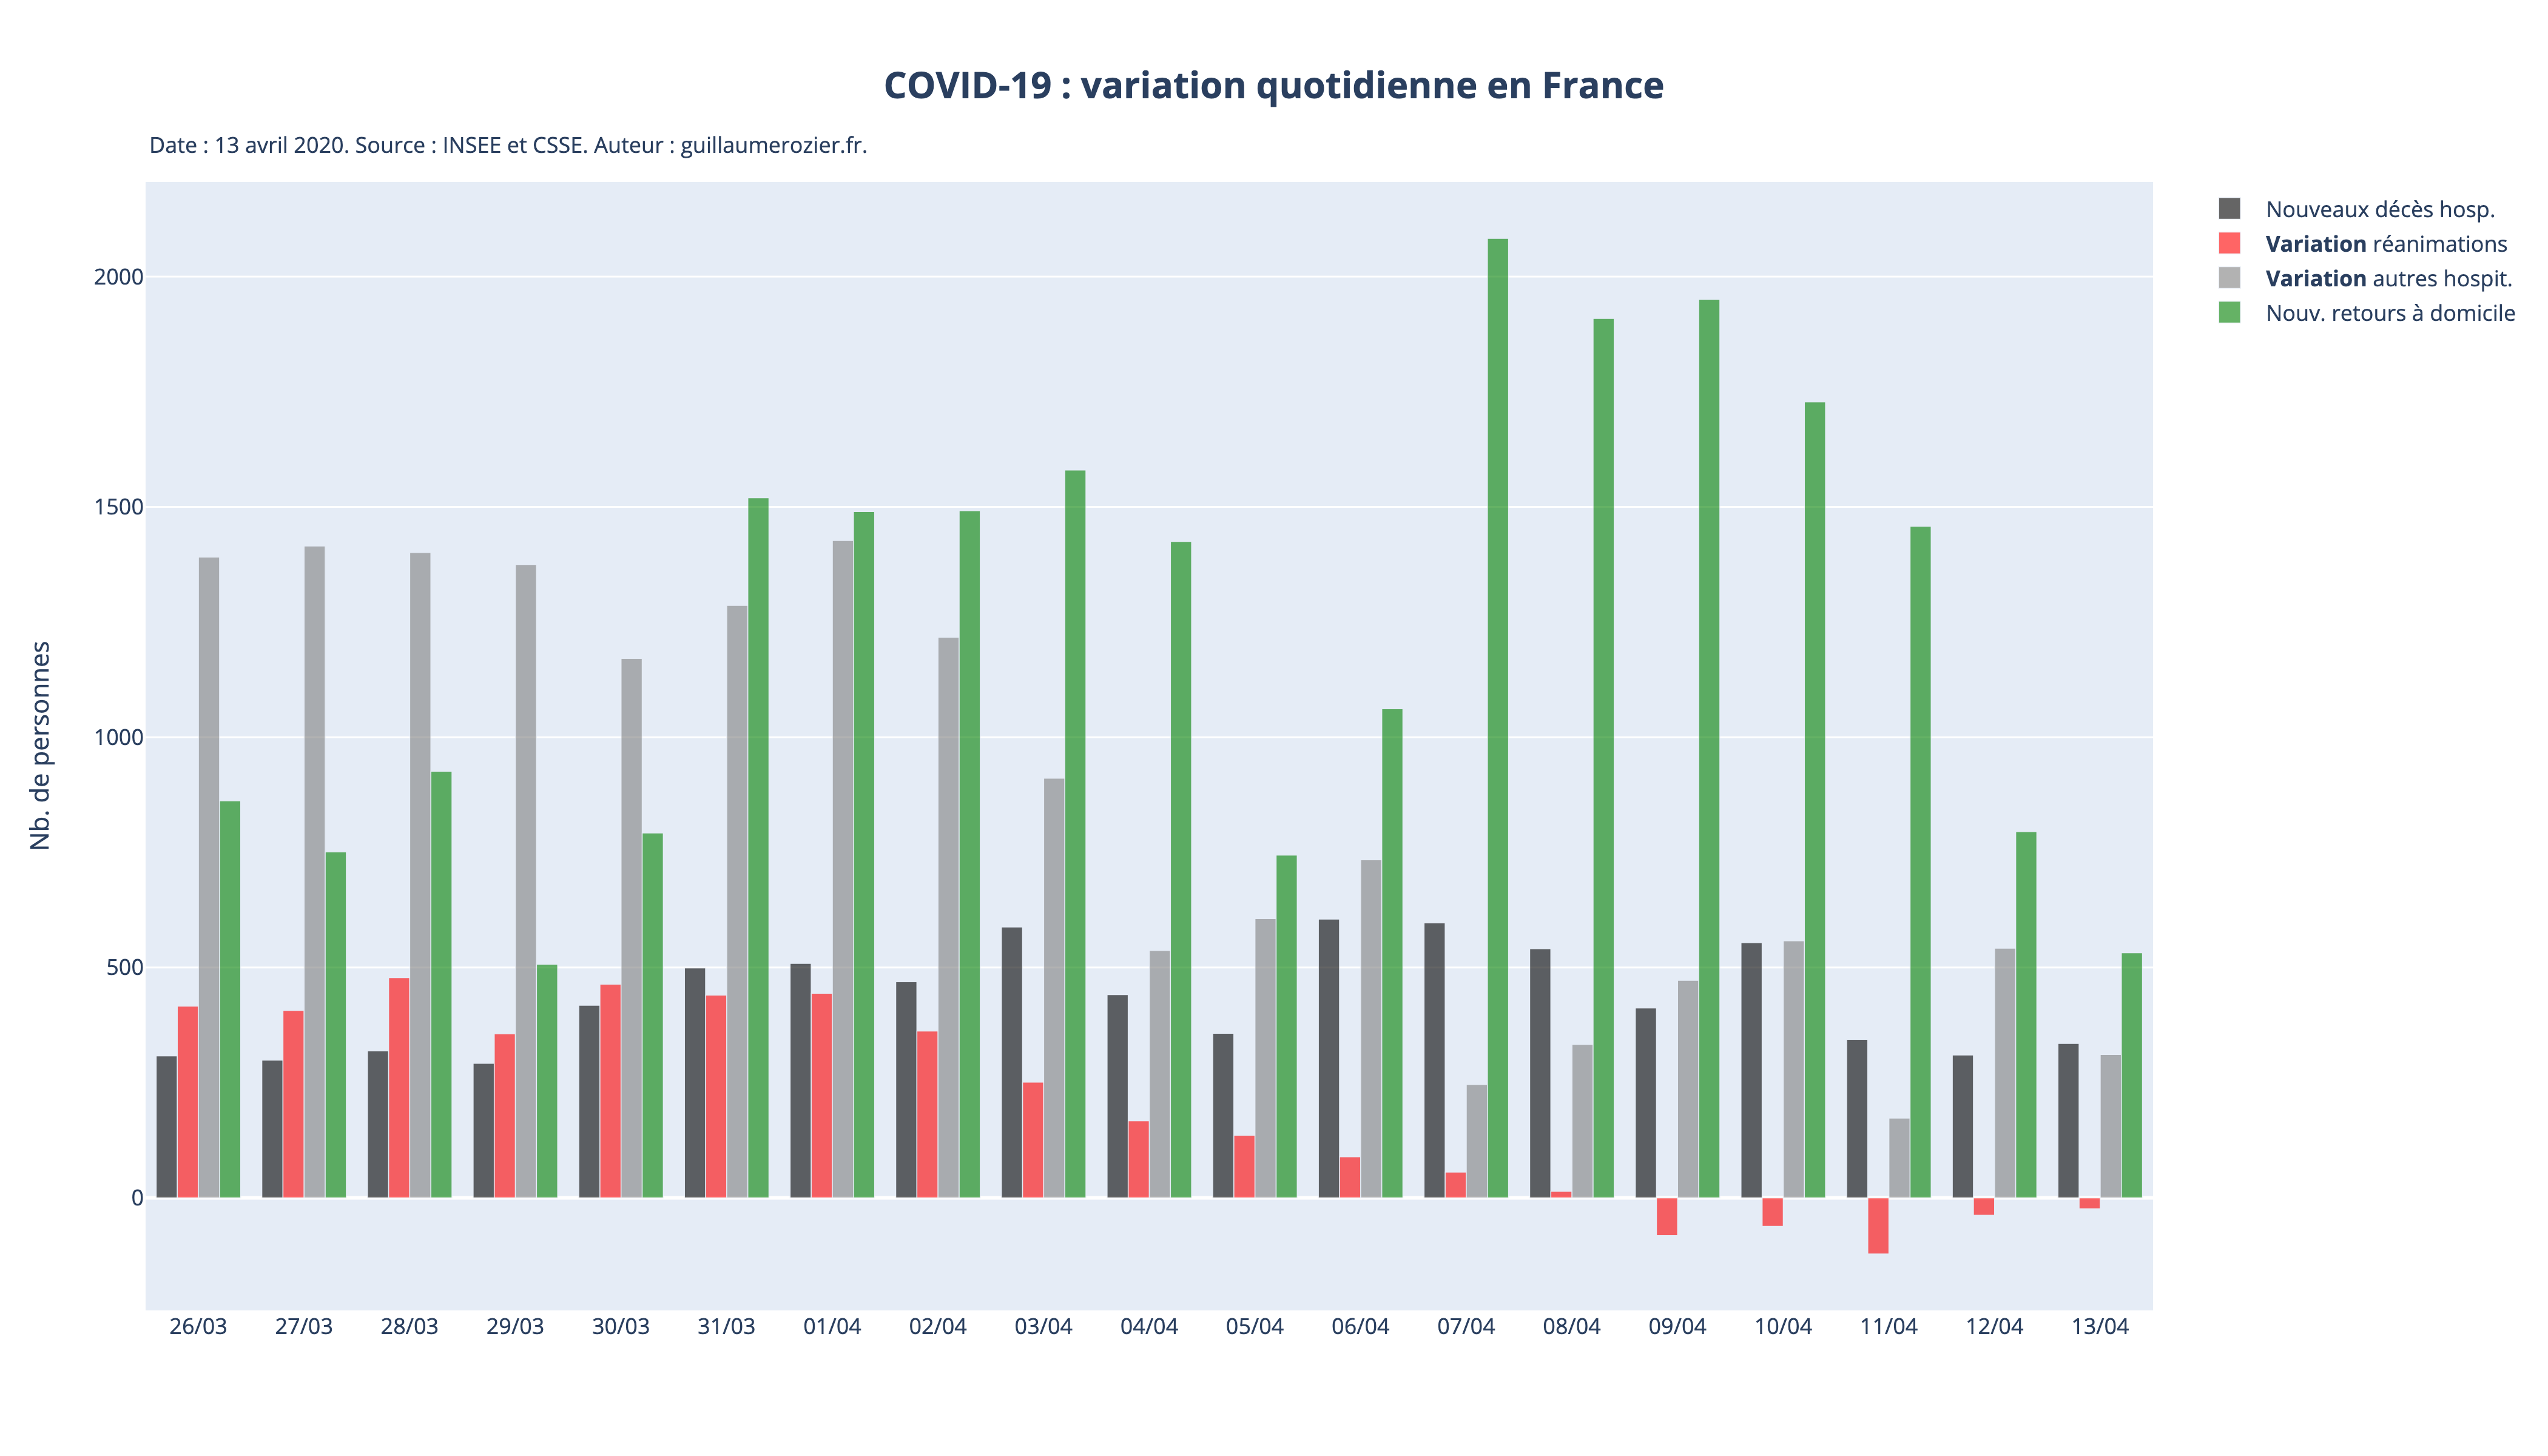 COVID-19 : variation quotidienne en France
Date : 13 avril 2020. Source : INSEE et CSSE. Auteur : guillaumerozier.fr.
Nouveaux décès hosp.
Variation réanimations
Variation autres hospit.
Nouv. retours à domicile
Nb. de personnes
2000
1500
1000
500
0
26/03 27/03 28/03 29/03 30/03 31/03 01/04 02/04 03/04 04/04 05/04 06/04 07/04 08/04 09/04 10/04 11/04 12/04 13/04